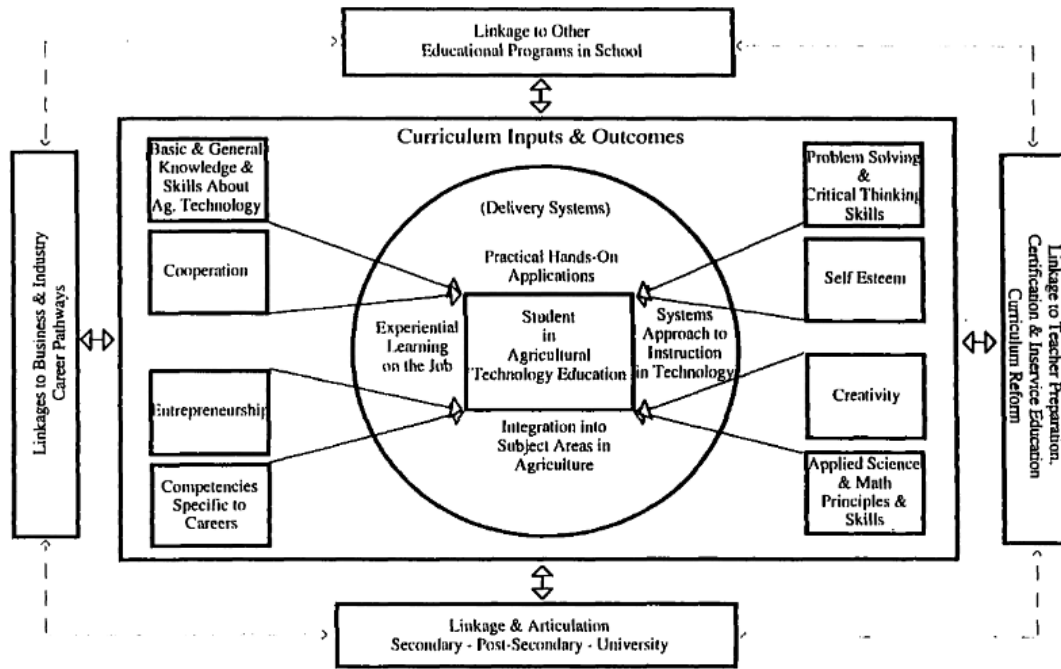 Linkage to Other
Educational Programs in School
Curriculum Inputs & Outcomes
Basic & General
Knowledge &
Skills About
Ag. Technology
Cooperation
Entrepreneurship
Competencies
Specific to
Careers
(Delivery Systems)
Practical Hands-On
Applications
Experiential
Learning
on the Job
Student
in
Agricultural
Technology Education
Systems
Approach to
Instruction
in Technology
Integration into
Subject Areas in
Agriculture
Problem Solving
&
Critical Thinking
Skills
Self Esteem
Creativity
Applied Science
& Math
Principles &
Skills
Linkages to Business & Industry
Career Pathways
Linkage to Teacher Preparation,
Certification & Inservice Education
Curriculum Reform
Linkage & Articulation
Secondary - Post-Secondary - University